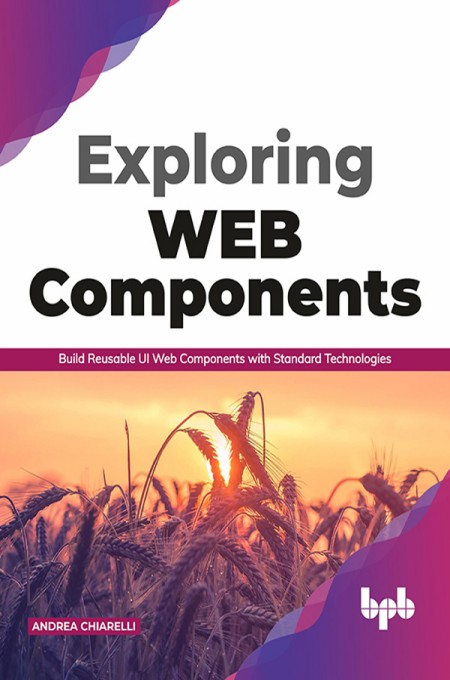 Exploring
WEB
Components
Build Reusable UI Web Components with Standard Technologies
ANDREA CHIARELLI
bpb